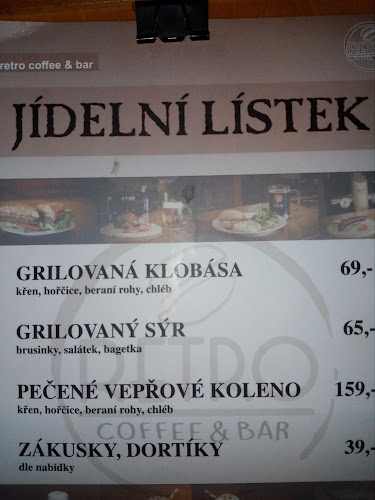 retro coffee & bar
RETRO
JÍDELNÍ LÍSTEK
GRILOVANÁ KLOBÁSA 69,-
křen, hořčice, beraní rohy, chléb
GRILOVANÝ SÝR 65,-
brusinky, salátek, bagetka
RETRO
PEČENÉ VEPŘOVÉ KOLENO 159,-
křen, hořčice, beraní rohy, chléb
COFFEE & BAR
ZÁKUSKY, DORTÍKY 39,-
dle nabídky